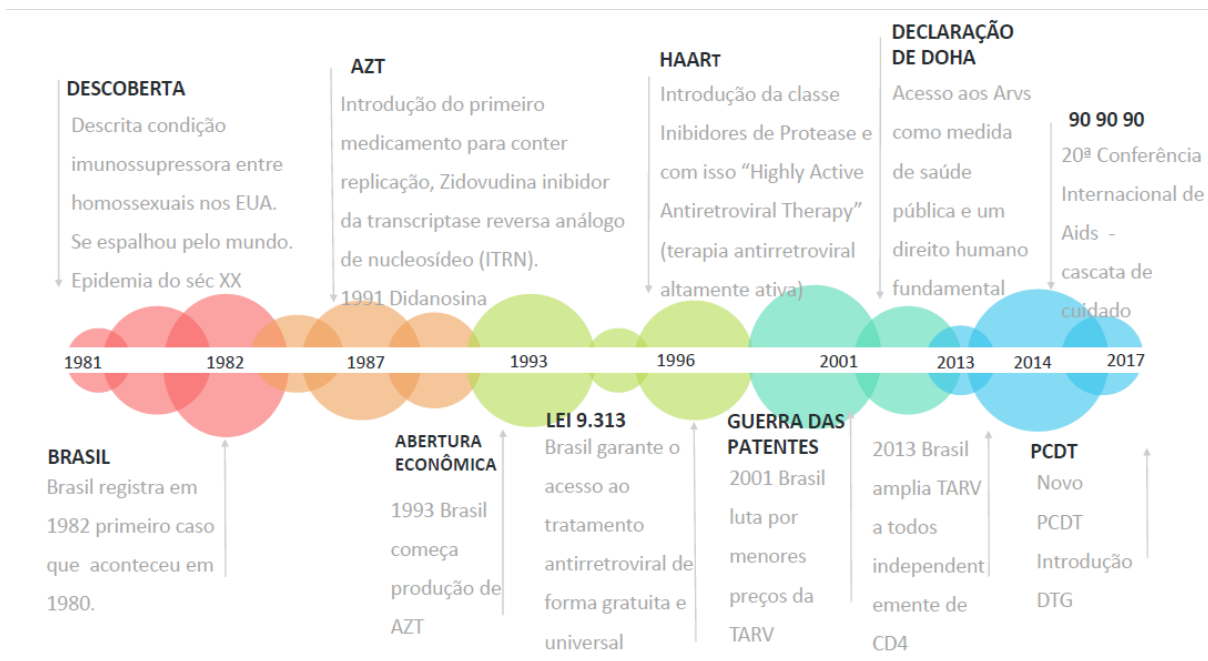 DESCOBERTA
Descrita condição
imunossupressora entre
homossexuais nos EUA.
Se espalhou pelo mundo.
Epidemia do séc XX
AZT
Introdução do primeiro
medicamento para conter
replicação, Zidovudina inibidor
da transcriptase reversa análogo
de nucleosídeo (ITRN).
1991 Didanosina
HAART
Introdução da classe
Inibidores de Protease e
com isso “Highly Active
Antiretroviral Therapy”
(terapia antirretroviral
altamente ativa)
DECLARAÇÃO
DE DOHA
Acesso aos Arvs
como medida
de saúde
pública e um
direito humano
fundamental
90 90 90
20ª Conferência
Internacional de
Aids -
cascata de
cuidado
1981 1982 1987 1993 1996 2001 2013 2014 2017
BRASIL
Brasil registra em
1982 primeiro caso
que aconteceu em
1980.
ABERTURA
ECONÔMICA
1993 Brasil
começa
produção de
AZT
LEI 9.313
Brasil garante o
acesso ao
tratamento
antirretroviral de
forma gratuita e
universal
GUERRA DAS
PATENTES
2001 Brasil
luta por
menores
preços da
TARV
2013 Brasil
amplia TARV
a todos
independent
emente de
CD4
PCDT
Novo
PCDT
Introdução
DTG